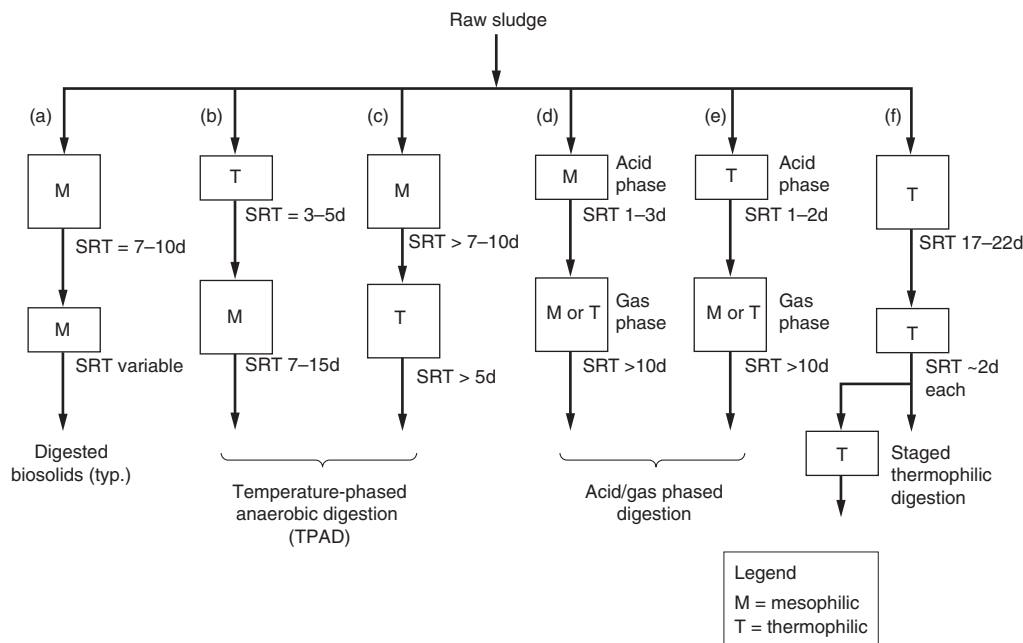 Raw sludge
(a)
(b)
(c)
(d)
(e)
(f)
M
T
M
M
Acid
phase
T
Acid
phase
T
SRT = 7–10d
SRT = 3–5d
SRT > 7–10d
SRT 1–3d
SRT 1–2d
SRT 17–22d
M
M
T
M or T
Gas
phase
M or T
Gas
phase
T
SRT variable
SRT 7–15d
SRT > 5d
SRT >10d
SRT >10d
SRT ~2d
each
T
Digested
biosolids (typ.)
Temperature-phased
anaerobic digestion
(TPAD)
Acid/gas phased
digestion
Staged
thermophilic
digestion
Legend
M = mesophilic
T = thermophilic